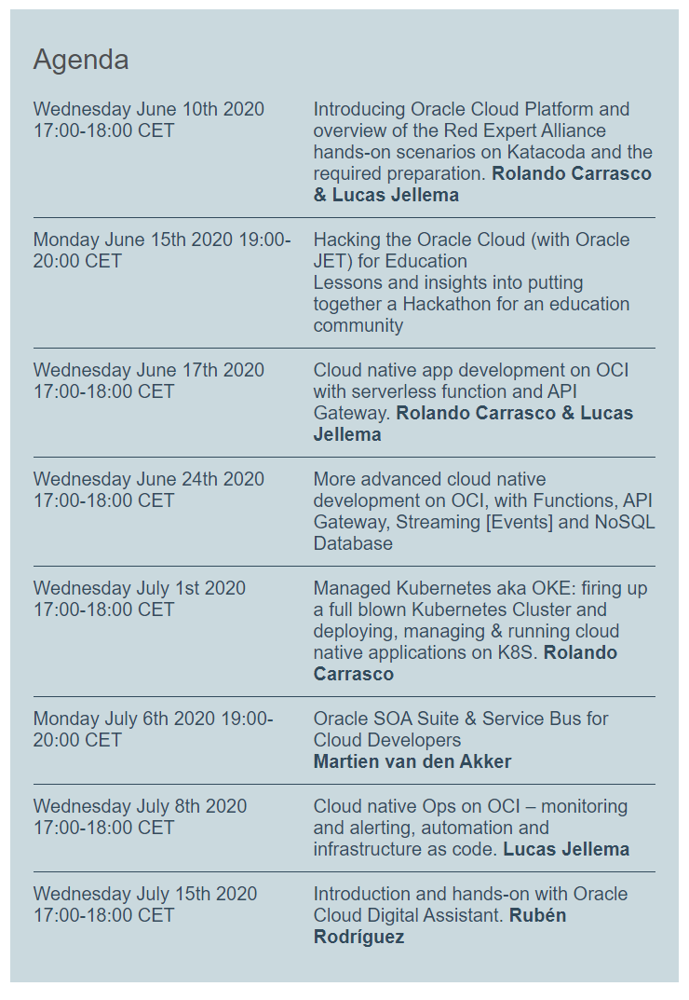 Agenda
Wednesday June 10th 2020
17:00-18:00 CET
Introducing Oracle Cloud Platform and
overview of the Red Expert Alliance
hands-on scenarios on Katacoda and the
required preparation. Rolando Carrasco
& Lucas Jellema
Monday June 15th 2020 19:00-
20:00 CET
Hacking the Oracle Cloud (with Oracle
JET) for Education
Lessons and insights into putting
together a Hackathon for an education
community
Wednesday June 17th 2020
17:00-18:00 CET
Cloud native app development on OCI
with serverless function and API
Gateway. Rolando Carrasco & Lucas
Jellema
Wednesday June 24th 2020
17:00-18:00 CET
More advanced cloud native
development on OCI, with Functions, API
Gateway, Streaming [Events] and NoSQL
Database
Wednesday July 1st 2020
17:00-18:00 CET
Managed Kubernetes aka OKE: firing up
a full blown Kubernetes Cluster and
deploying, managing & running cloud
native applications on K8S. Rolando
Carrasco
Monday July 6th 2020 19:00-
20:00 CET
Oracle SOA Suite & Service Bus for
Cloud Developers
Martien van den Akker
Wednesday July 8th 2020
17:00-18:00 CET
Cloud native Ops on OCI – monitoring
and alerting, automation and
infrastructure as code. Lucas Jellema
Wednesday July 15th 2020
17:00-18:00 CET
Introduction and hands-on with Oracle
Cloud Digital Assistant. Rubén
Rodríguez